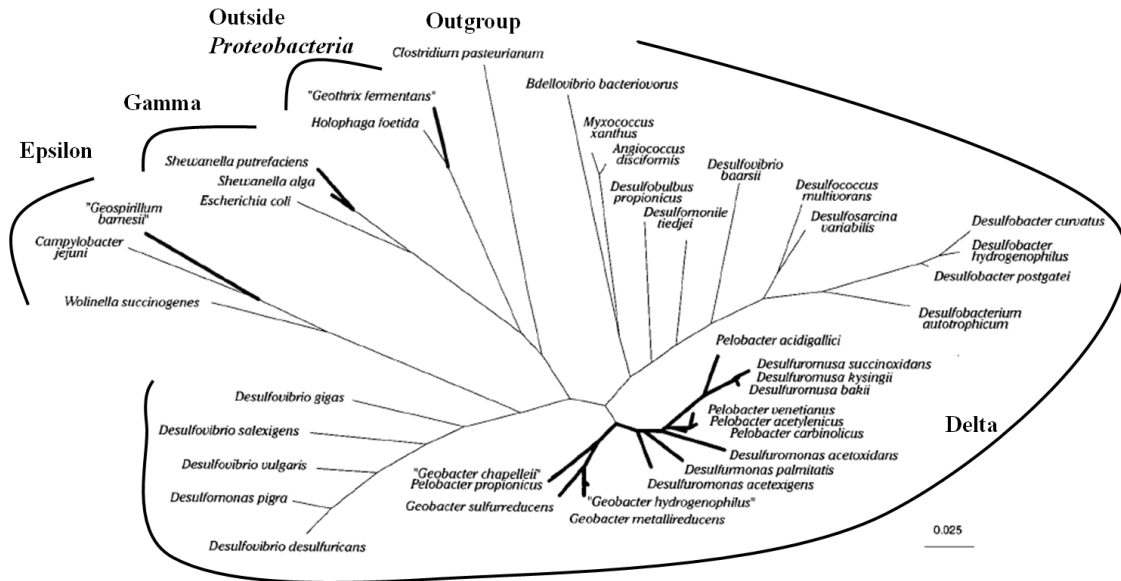 Outside
Proteobacteria
Outgroup
Clostridium pasteurianum
Bdellovibrio bacteriovorus
Gamma
"Geothrix fermentans"
Holophaga foetida
Myxococcus
xanthus
Angiococcus
disciformis
Epsilon
Shewanella putrefaciens
Shewanella alga
Escherichia coli
Desulfobulbus
propionicus
Desulfomonile
tiedjei
Desulfovibrio
baarsii
Desulfococcus
multivorans
Desulfosarcina
variabilis
"Geospirillum
barnesii"
Campylobacter
jejuni
Wolinella succinogenes
Desulfobacter curvatus
Desulfobacter
hydrogenophilus
Desulfobacter postgatei
Desulfobacterium
autotrophicum
Pelobacter acidigallici
Desulfuromusa succinoxidans
Desulfuromusa kysingii
Desulfuromusa bakii
Pelobacter venetianus
Pelobacter acetylenicus
Pelobacter carbinolicus
Delta
Desulfuromonas acetoxidans
Desulfurmonas palmitatis
Desulfuromonas acetexigens
Desulfovibrio gigas
Desulfovibrio salexigens
Desulfovibrio vulgaris
Desulfomonas pigra
Desulfovibrio desulfuricans
"Geobacter chapelleii"
Pelobacter propionicus
Geobacter sulfurreducens
"Geobacter hydrogenophilus"
Geobacter metallireducens
0.025